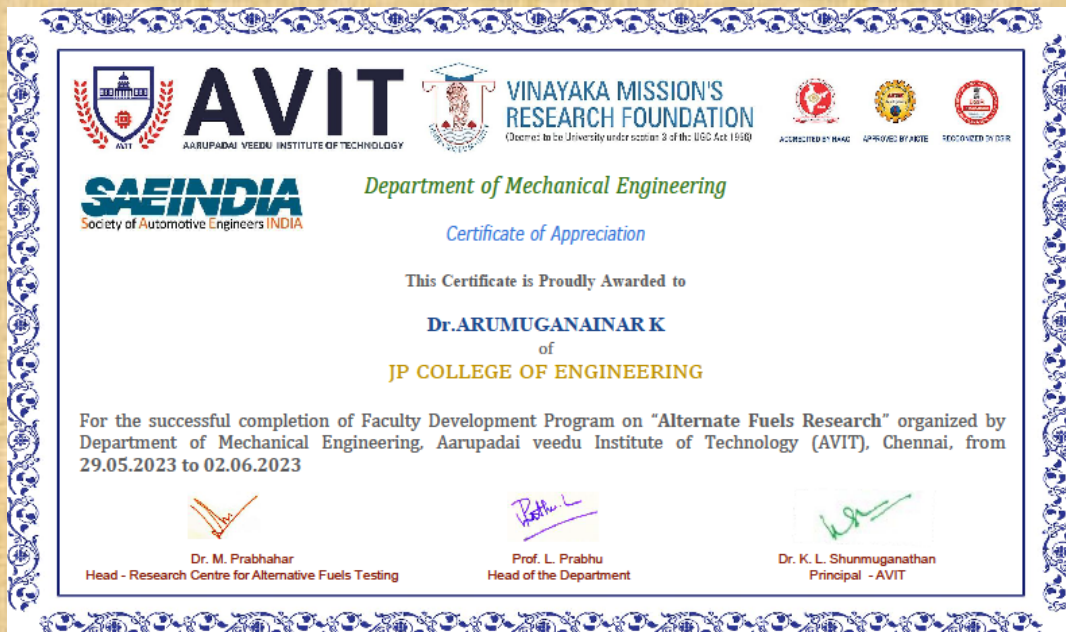 AVIT
AVIT
AARUPADAI VEEDU INSTITUTE OF TECHNOLOGY
VINAYAKA MISSION'S
RESEARCH FOUNDATION
(Deemed to be University under section 3 of the UGC Act 1956)
ACCREDITED BY NAAC
APPROVED BY AICTE
RECOGNIZED BY DSIR
SAEINDIA
Society of Automotive Engineers INDIA
Department of Mechanical Engineering
Certificate of Appreciation
This Certificate is Proudly Awarded to
Dr.ARUMUGANAINAR K
of
JP COLLEGE OF ENGINEERING
For the successful completion of Faculty Development Program on “Alternate Fuels Research” organized by
Department of Mechanical Engineering, Aarupadai veedu Institute of Technology (AVIT), Chennai, from
29.05.2023 to 02.06.2023
Prabhu.L
Dr. M. Prabhahar
Head - Research Centre for Alternative Fuels Testing
Prof. L. Prabhu
Head of the Department
Dr. K. L. Shunmuganathan
Principal - AVIT